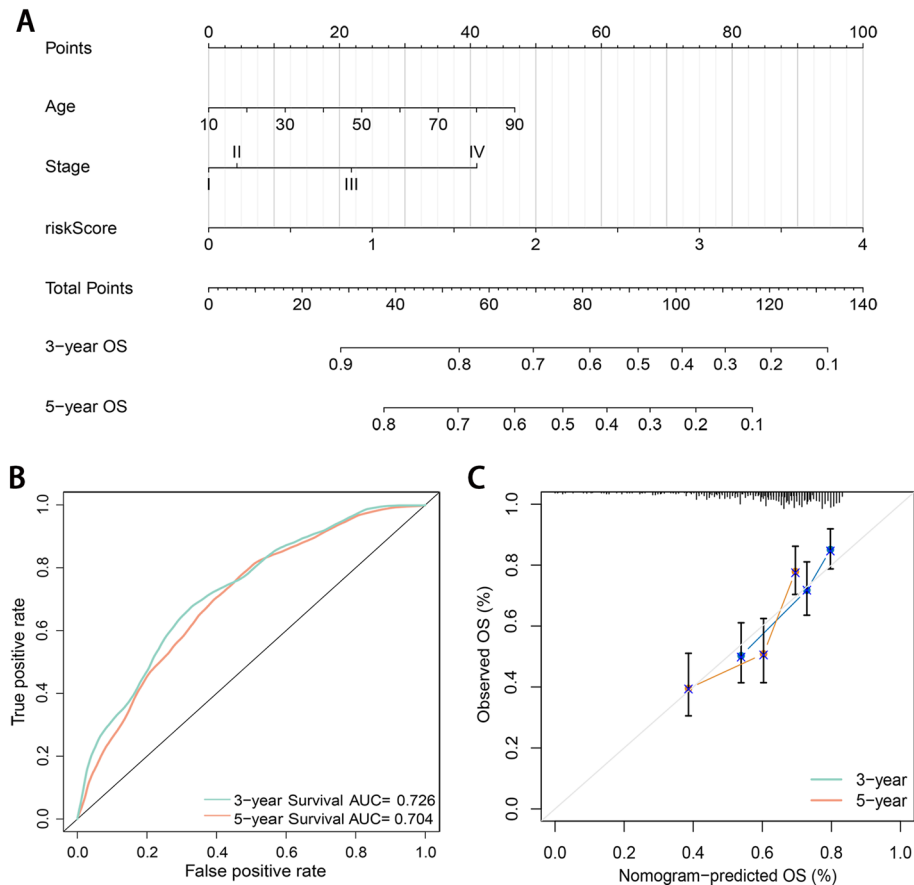 A
Points
0 20 40 60 80 100
Age
10 30 50 70 90
Stage
II IV
I III
riskScore
0 1 2 3 4
Total Points
0 20 40 60 80 100 120 140
3−year OS
0.9 0.8 0.7 0.6 0.5 0.4 0.3 0.2 0.1
5−year OS
0.8 0.7 0.6 0.5 0.4 0.3 0.2 0.1
B
True positive rate
1.0
0.8
0.6
0.4
0.2
0.0
3-year Survival AUC= 0.726
5-year Survival AUC= 0.704
0.0 0.2 0.4 0.6 0.8 1.0
False positive rate
C
Observed OS (%)
1.0
0.8
0.6
0.4
0.2
0.0
3-year
5-year
0.0 0.2 0.4 0.6 0.8 1.0
Nomogram-predicted OS (%)